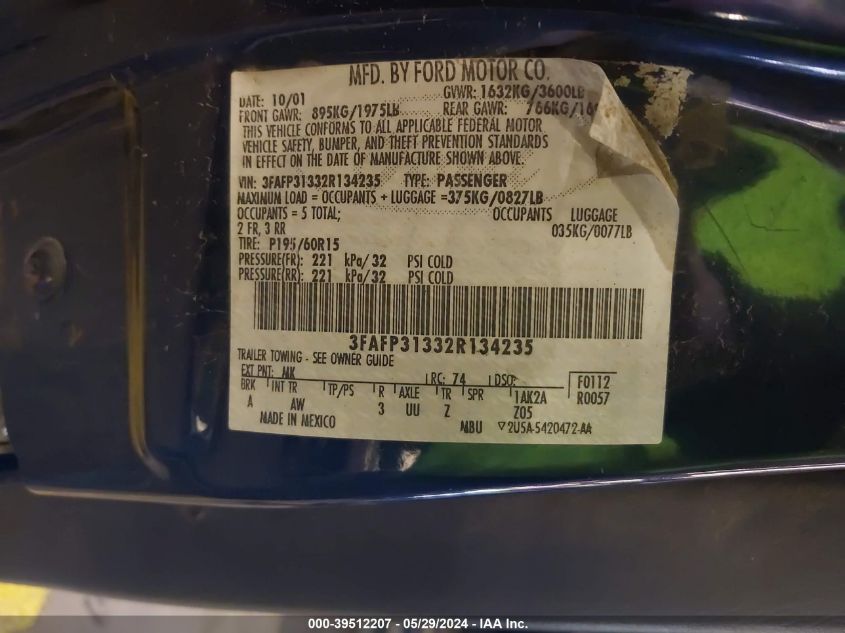 MFD. BY FORD MOTOR CO.
DATE: 10/01 GVWR: 1632KG/3600LB
FRONT GAWR: 895KG/1975LB REAR GAWR: 766KG/
THIS VEHICLE CONFORMS TO ALL APPLICABLE FEDERAL MOTOR
VEHICLE SAFETY, BUMPER, AND THEFT PREVENTION STANDARDS
IN EFFECT ON THE DATE OF MANUFACTURE SHOWN ABOVE.
VIN: 3FAFP31332R134235 TYPE: PASSENGER
MAXIMUM LOAD = OCCUPANTS + LUGGAGE =375KG/0827LB
OCCUPANTS = 5 TOTAL; OCCUPANTS LUGGAGE
2 FR, 3 RR 035KG/0077LB
TIRE: P195/60R15
PRESSURE(FR): 221 kPa/32 PSI COLD
PRESSURE(RR): 221 kPa/32 PSI COLD
3FAFP31332R134235
TRAILER TOWING - SEE OWNER GUIDE
EXT PNT: MK RC: 74 DSO: F0112
BRK INT TR TP/PS R AXLE TR SPR 1AK2A R0057
A AW 3 UU Z Z05
MADE IN MEXICO MBU ▽2U5A-5420472-AA
000-39512207 - 05/29/2024 - IAA Inc.